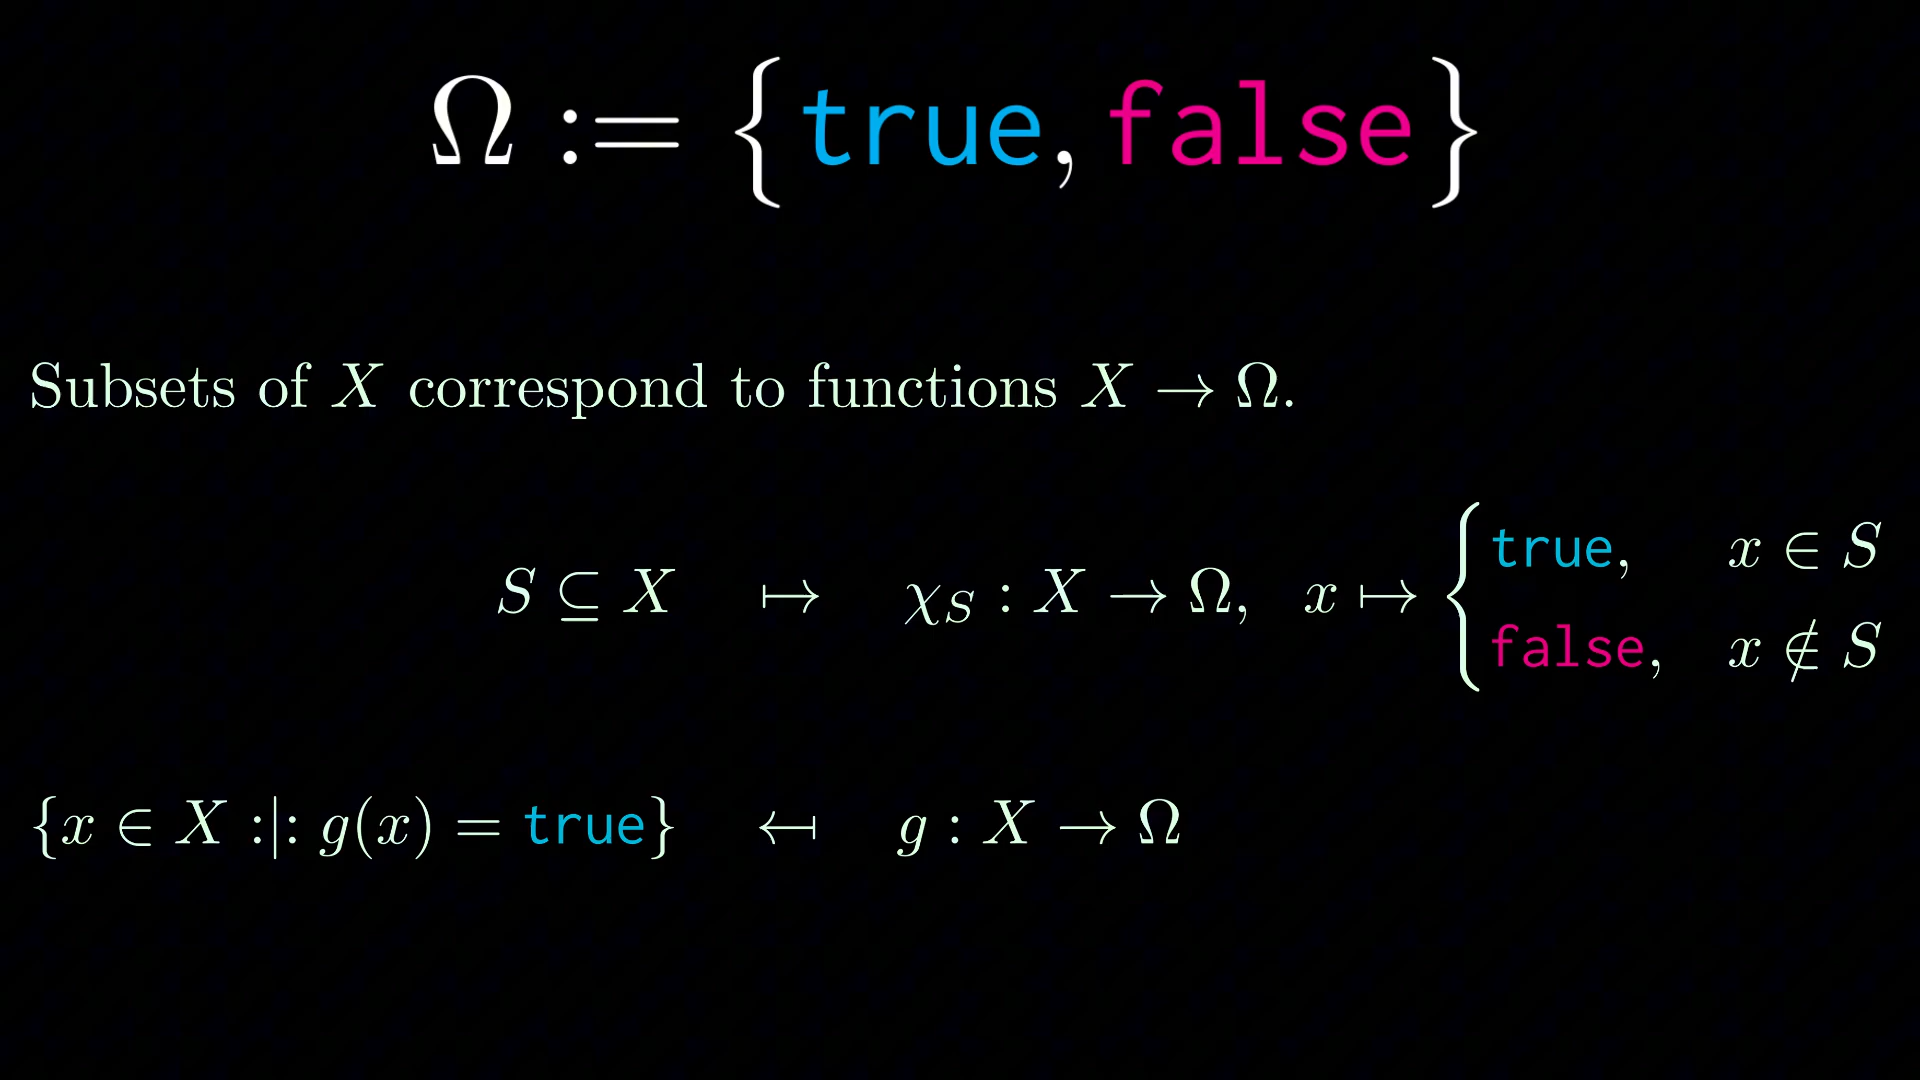 Ω := {true, false}
Subsets of X correspond to functions X → Ω.
S ⊆ X ↦ χ_S : X → Ω, x ↦ { true, x ∈ S
false, x ∉ S
{x ∈ X :|: g(x) = true} ↤ g : X → Ω